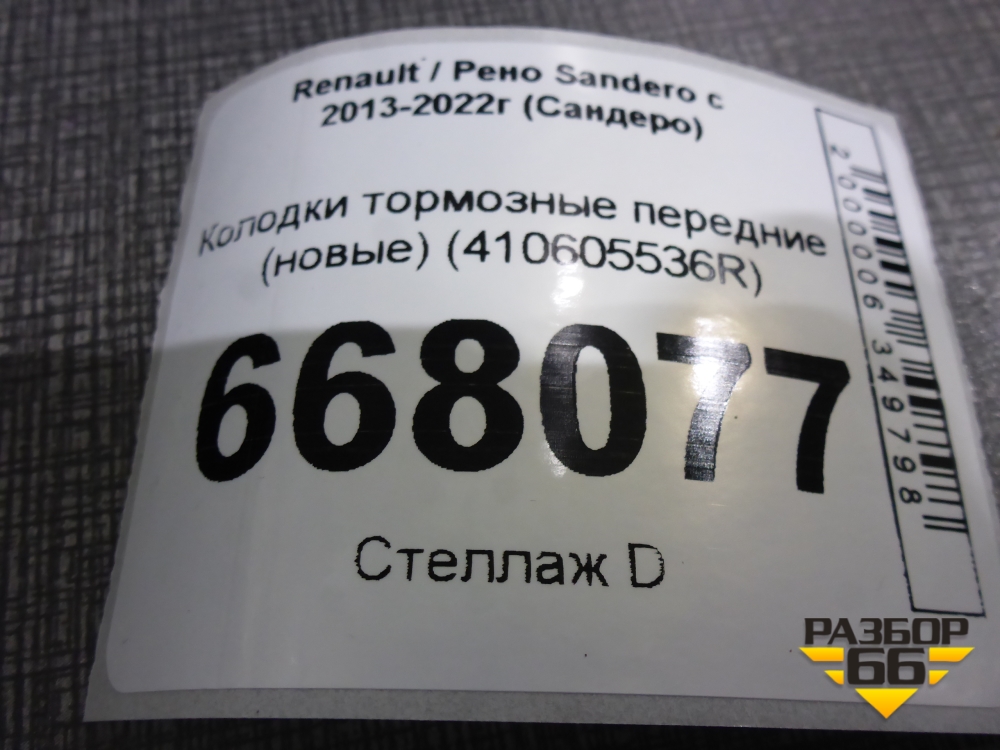 Renault / Рено Sandero с
2013-2022г (Сандеро)
Колодки тормозные передние
(новые) (410605536R)
668077
Стеллаж D
2000006349798
РАЗБОР
66